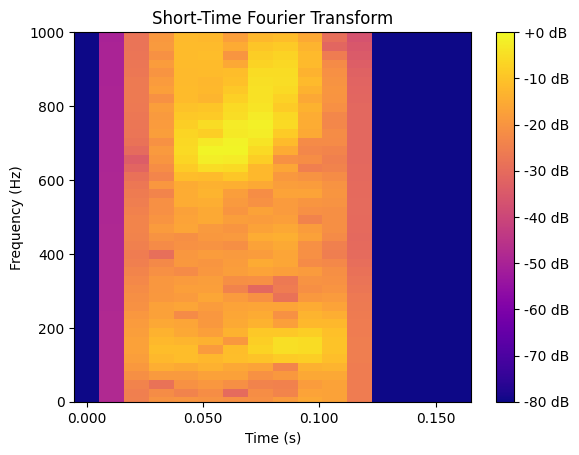 Short-Time Fourier Transform
1000
800
600
400
200
0
Frequency (Hz)
0.000
0.050
0.100
0.150
Time (s)
+0 dB
-10 dB
-20 dB
-30 dB
-40 dB
-50 dB
-60 dB
-70 dB
-80 dB